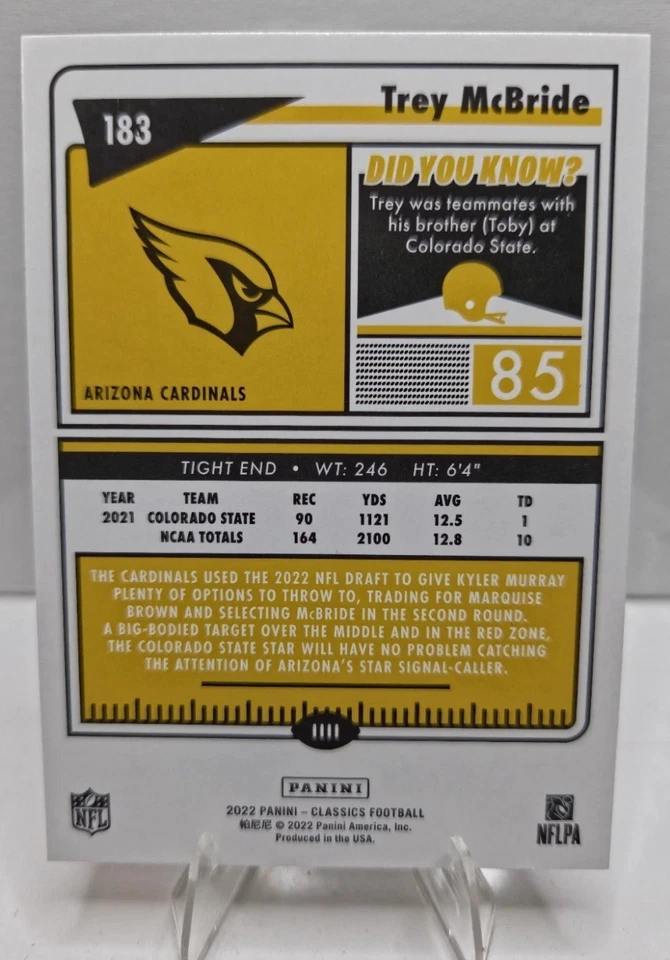 Trey McBride
183
DID YOU KNOW?
Trey was teammates with
his brother (Toby) at
Colorado State.
ARIZONA CARDINALS
85
TIGHT END • WT: 246 HT: 6'4"
YEAR TEAM REC YDS AVG TD
2021 COLORADO STATE 90 1121 12.5 1
NCAA TOTALS 164 2100 12.8 10
THE CARDINALS USED THE 2022 NFL DRAFT TO GIVE KYLER MURRAY
PLENTY OF OPTIONS TO THROW TO, TRADING FOR MARQUISE
BROWN AND SELECTING McBRIDE IN THE SECOND ROUND.
A BIG-BODIED TARGET OVER THE MIDDLE AND IN THE RED ZONE,
THE COLORADO STATE STAR WILL HAVE NO PROBLEM CATCHING
THE ATTENTION OF ARIZONA'S STAR SIGNAL-CALLER.
PANINI
NFL
2022 PANINI – CLASSICS FOOTBALL
帕尼尼 © 2022 Panini America, Inc.
Produced in the USA.
NFLPA